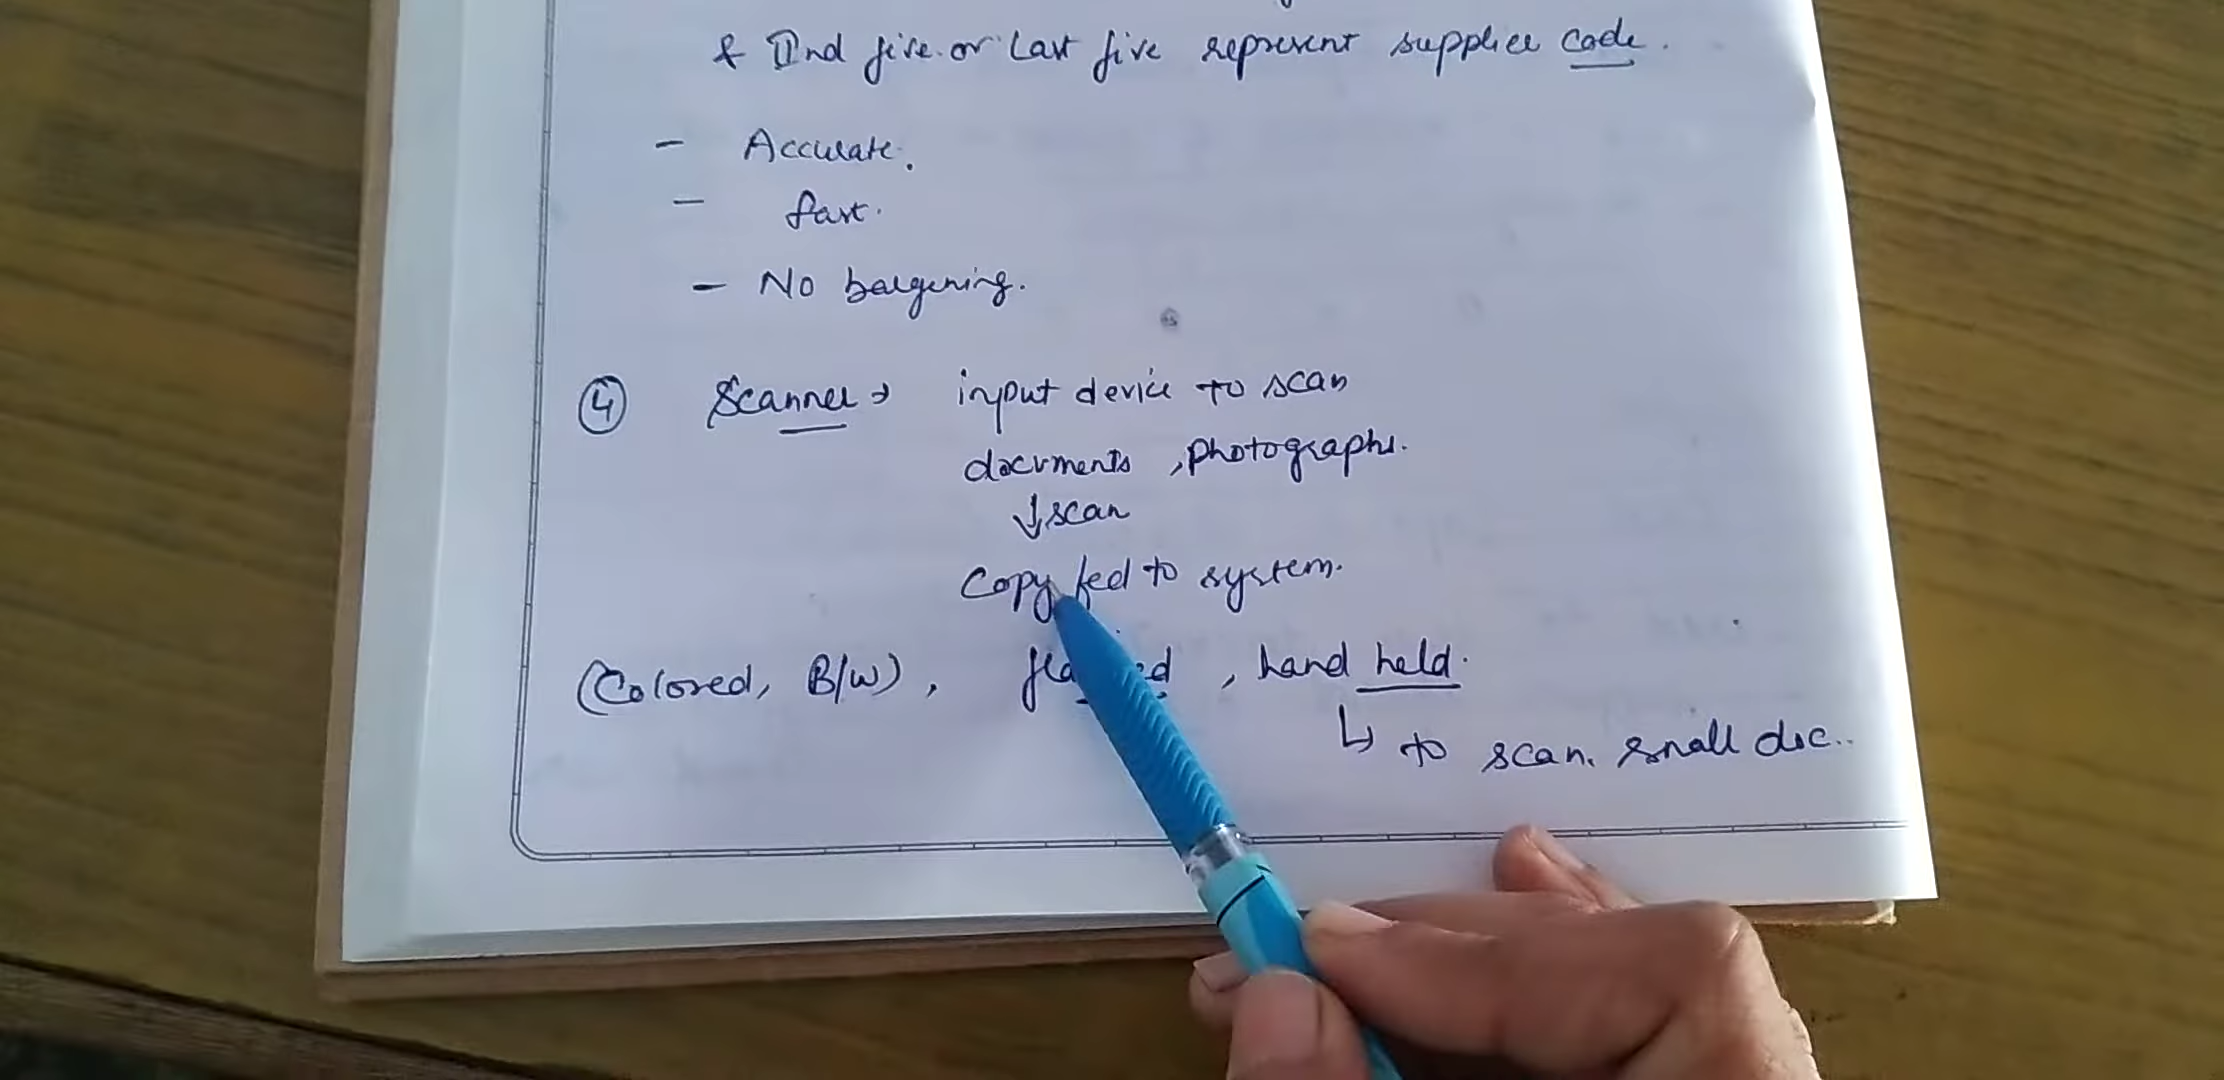 & IInd five or Last five represent supplier code.
- Accurate.
- fast.
- No bargening.
④ Scanner → input device to scan
documents, photographs.
↓ scan
Copy fed to system.
(Colored, B/W), hand held.
↳ to scan small doc..